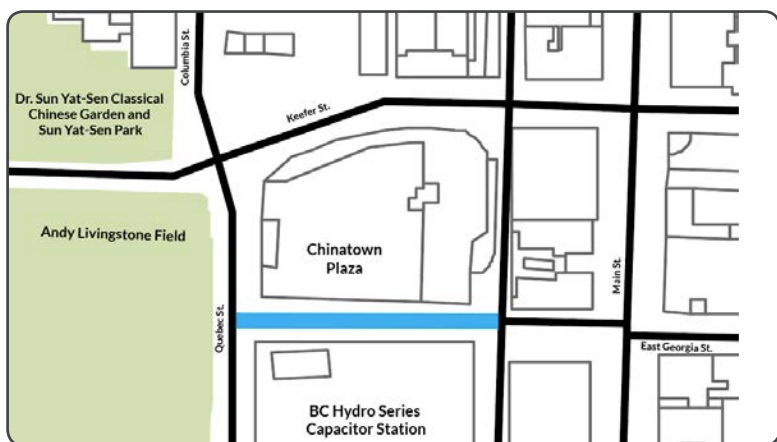 Columbia St.
Dr. Sun Yat-Sen Classical
Chinese Garden and
Sun Yat-Sen Park
Keefer St.
Andy Livingstone Field
Chinatown
Plaza
Main St.
Quebec St.
East Georgia St.
BC Hydro Series
Capacitor Station